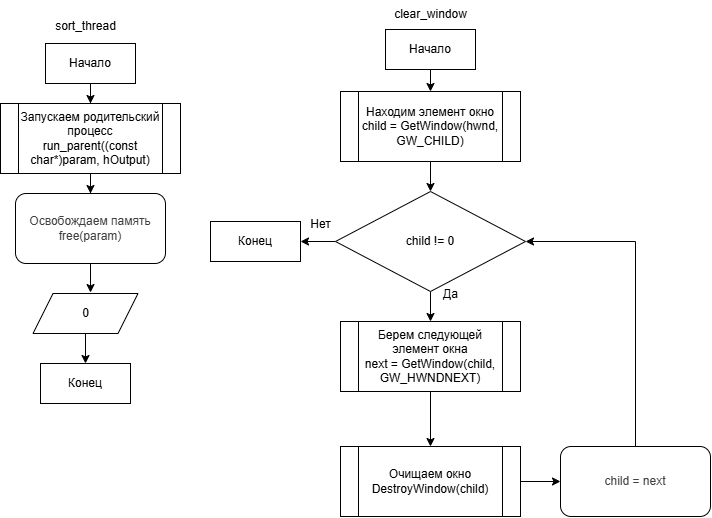 sort_thread
Начало
Запускаем родительский
процесс
run_parent((const
char*)param, hOutput)
Освобождаем память
free(param)
0
Конец
clear_window
Начало
Находим элемент окно
child = GetWindow(hwnd,
GW_CHILD)
Нет
Конец
child != 0
Да
Берем следующей
элемент окна
next = GetWindow(child,
GW_HWNDNEXT)
Очищаем окно
DestroyWindow(child)
child = next